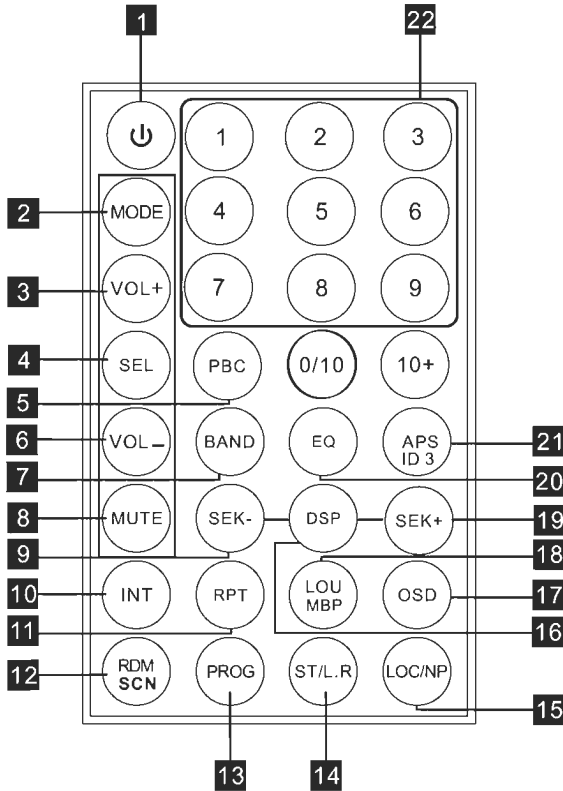 1
22
1
2
3
2
MODE
4
5
6
3
VOL+
7
8
9
4
SEL
PBC
0/10
10+
5
6
VOL-
BAND
EQ
APS
ID 3
21
7
20
8
MUTE
SEK-
DSP
SEK+
19
9
18
10
INT
RPT
LOU
MBP
OSD
17
11
16
12
RDM
SCN
PROG
ST/L.R
LOC/NP
15
13
14